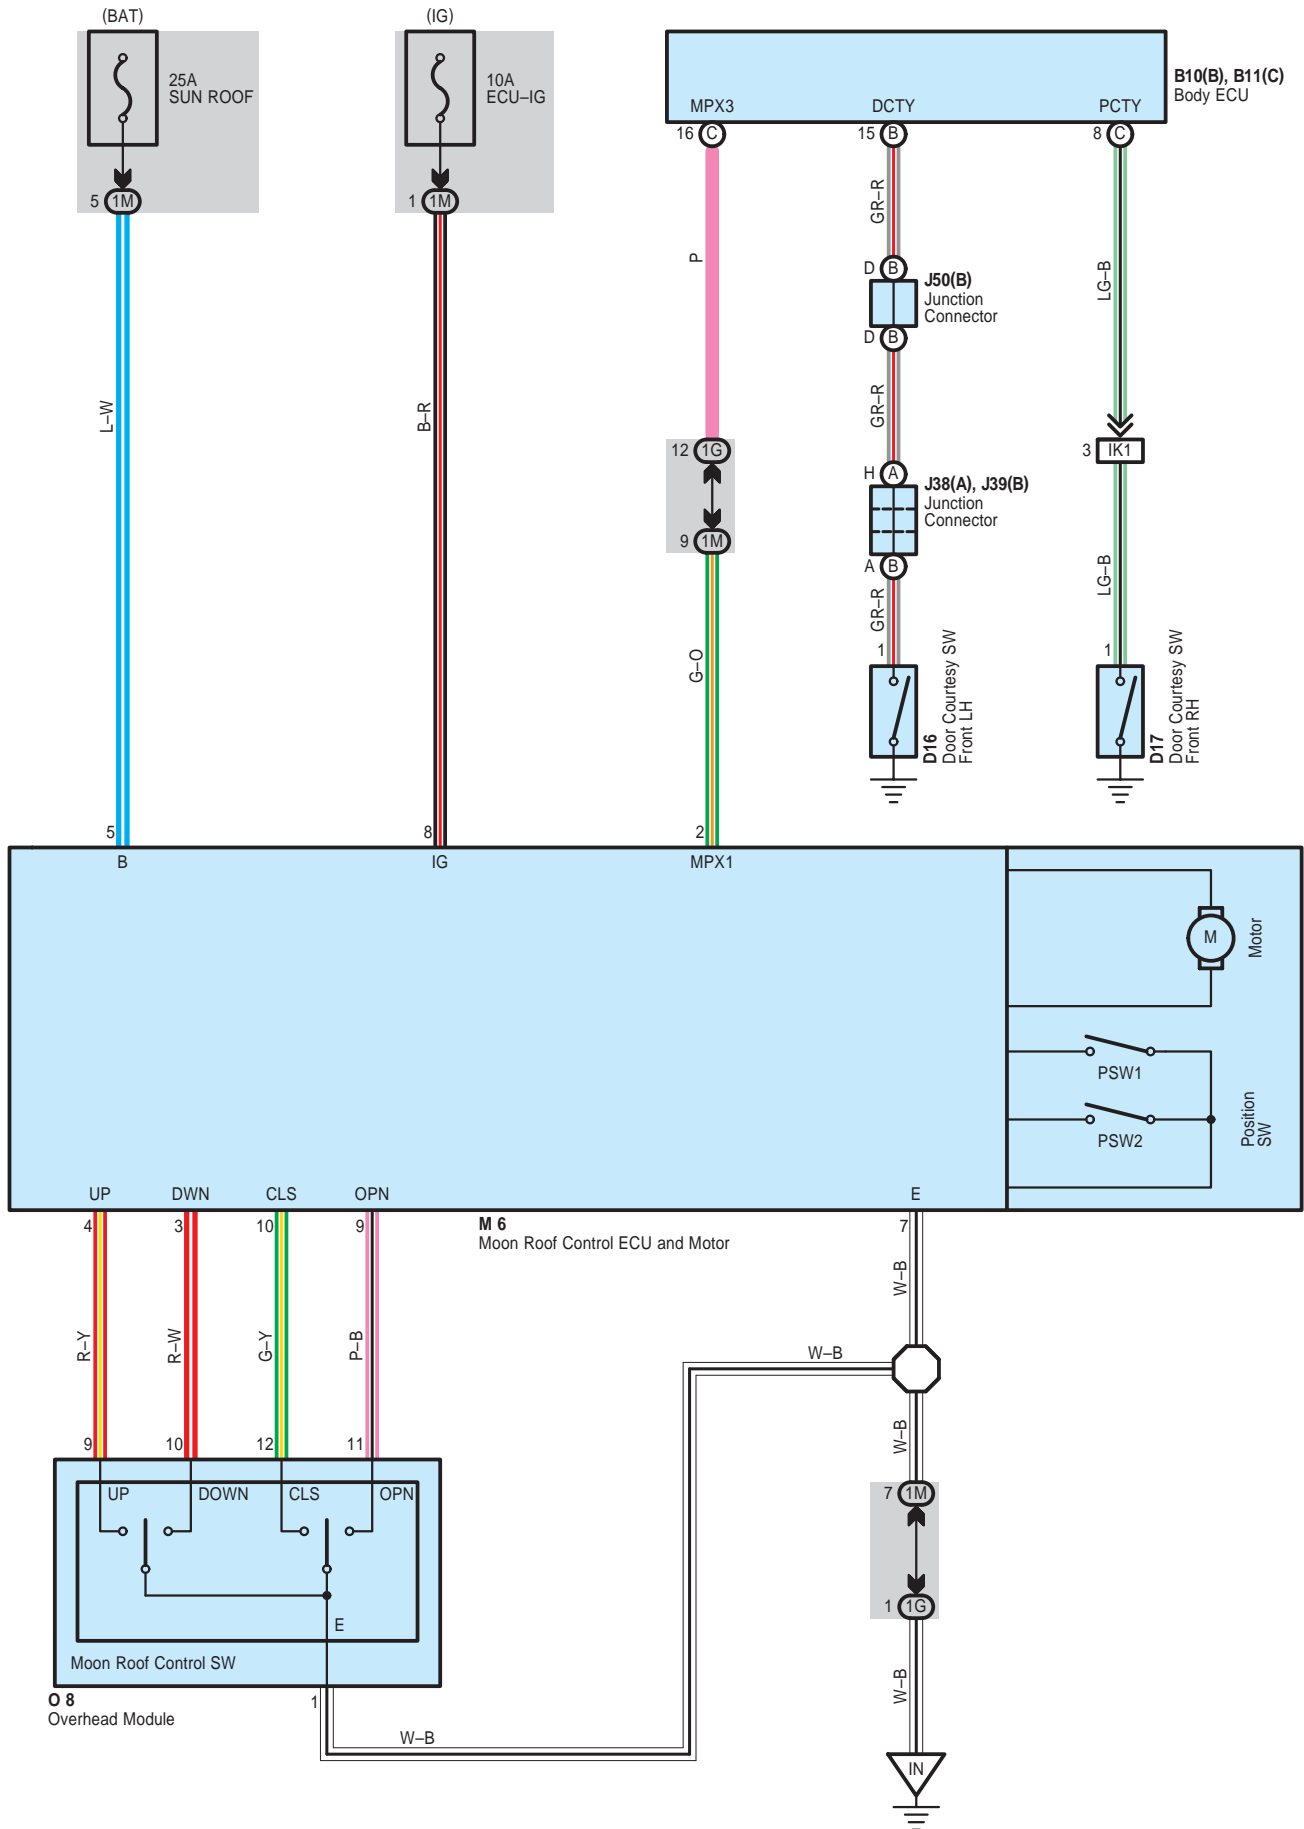 (BAT)
(IG)
25A
SUN ROOF
10A
ECU–IG
B10(B), B11(C)
Body ECU
MPX3
DCTY
PCTY
16 C
15 B
8 C
5 1M
1 1M
GR–R
P
LG–B
D B
J50(B)
Junction
Connector
D B
L–W
B–R
GR–R
12 1G
3 IK1
H A
J38(A), J39(B)
Junction
Connector
9 1M
A B
GR–R
LG–B
G–O
1
1
D16
Door Courtesy SW
Front LH
D17
Door Courtesy SW
Front RH
5
8
2
B
IG
MPX1
M
Motor
PSW1
PSW2
Position
SW
UP
DWN
CLS
OPN
E
4
3
10
9
7
M 6
Moon Roof Control ECU and Motor
W–B
R–Y
R–W
G–Y
P–B
W–B
W–B
9
10
12
11
UP
DOWN
CLS
OPN
7 1M
E
1 1G
Moon Roof Control SW
O 8
Overhead Module
1
W–B
W–B
IN